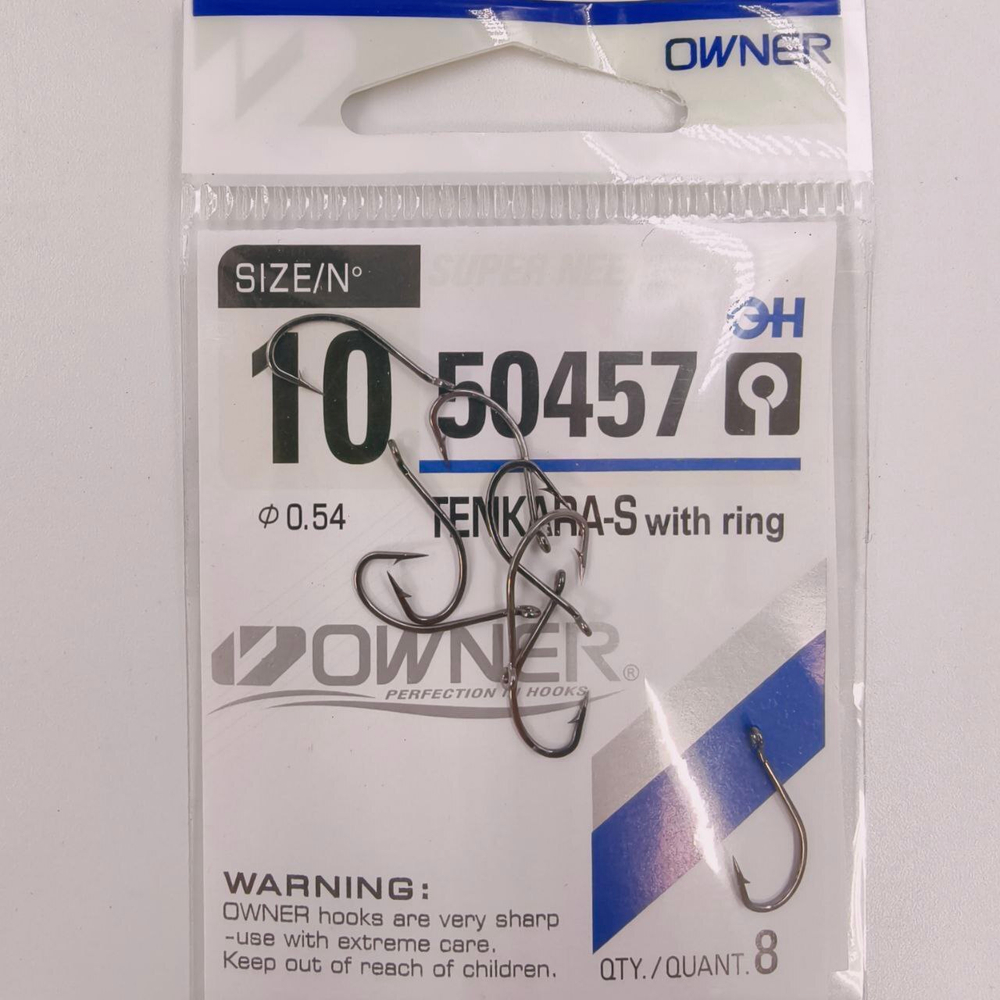 OWNER
SIZE/Nº
10
50457
Φ 0.54
TENKARA-S with ring
OWNER®
PERFECTION IN HOOKS
WARNING:
OWNER hooks are very sharp
-use with extreme care.
Keep out of reach of children.
QTY./QUANT. 8